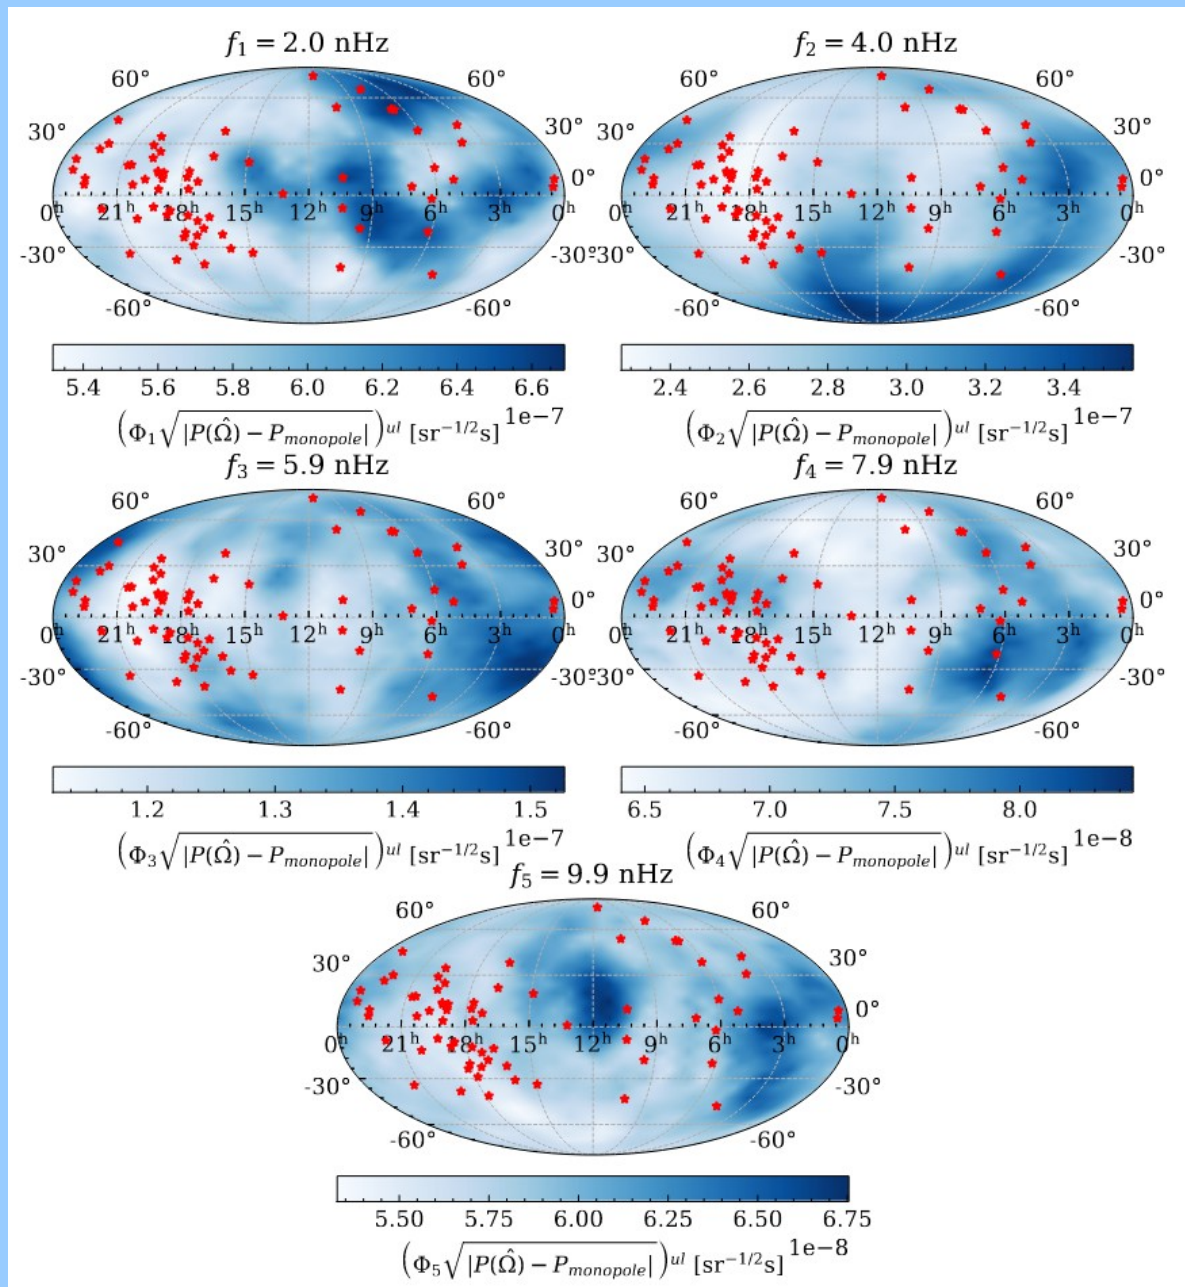 f₁ = 2.0 nHz
f₂ = 4.0 nHz
60° 60° 60° 60°
30° 30° 30° 30°
0° 0°
0ʰ 21ʰ 18ʰ 15ʰ 12ʰ 9ʰ 6ʰ 3ʰ 0ʰ 21ʰ 18ʰ 15ʰ 12ʰ 9ʰ 6ʰ 3ʰ 0ʰ
-30° -30° -30° -30°
-60° -60° -60° -60°
5.4 5.6 5.8 6.0 6.2 6.4 6.6
2.4 2.6 2.8 3.0 3.2 3.4
(Φ₁√|P(Ω̂) − P_monopole|)^ul [sr^-1/2 s] 1e-7
(Φ₂√|P(Ω̂) − P_monopole|)^ul [sr^-1/2 s] 1e-7
f₃ = 5.9 nHz
f₄ = 7.9 nHz
60° 60° 60° 60°
30° 30° 30° 30°
0° 0°
0ʰ 21ʰ 18ʰ 15ʰ 12ʰ 9ʰ 6ʰ 3ʰ 0ʰ 21ʰ 18ʰ 15ʰ 12ʰ 9ʰ 6ʰ 3ʰ 0ʰ
-30° -30° -30° -30°
-60° -60° -60° -60°
1.2 1.3 1.4 1.5
6.5 7.0 7.5 8.0
(Φ₃√|P(Ω̂) − P_monopole|)^ul [sr^-1/2 s] 1e-7
(Φ₄√|P(Ω̂) − P_monopole|)^ul [sr^-1/2 s] 1e-8
f₅ = 9.9 nHz
60° 60°
30° 30°
0°
0ʰ 21ʰ 18ʰ 15ʰ 12ʰ 9ʰ 6ʰ 3ʰ 0ʰ
-30° -30°
-60° -60°
5.50 5.75 6.00 6.25 6.50 6.75
(Φ₅√|P(Ω̂) − P_monopole|)^ul [sr^-1/2 s] 1e-8